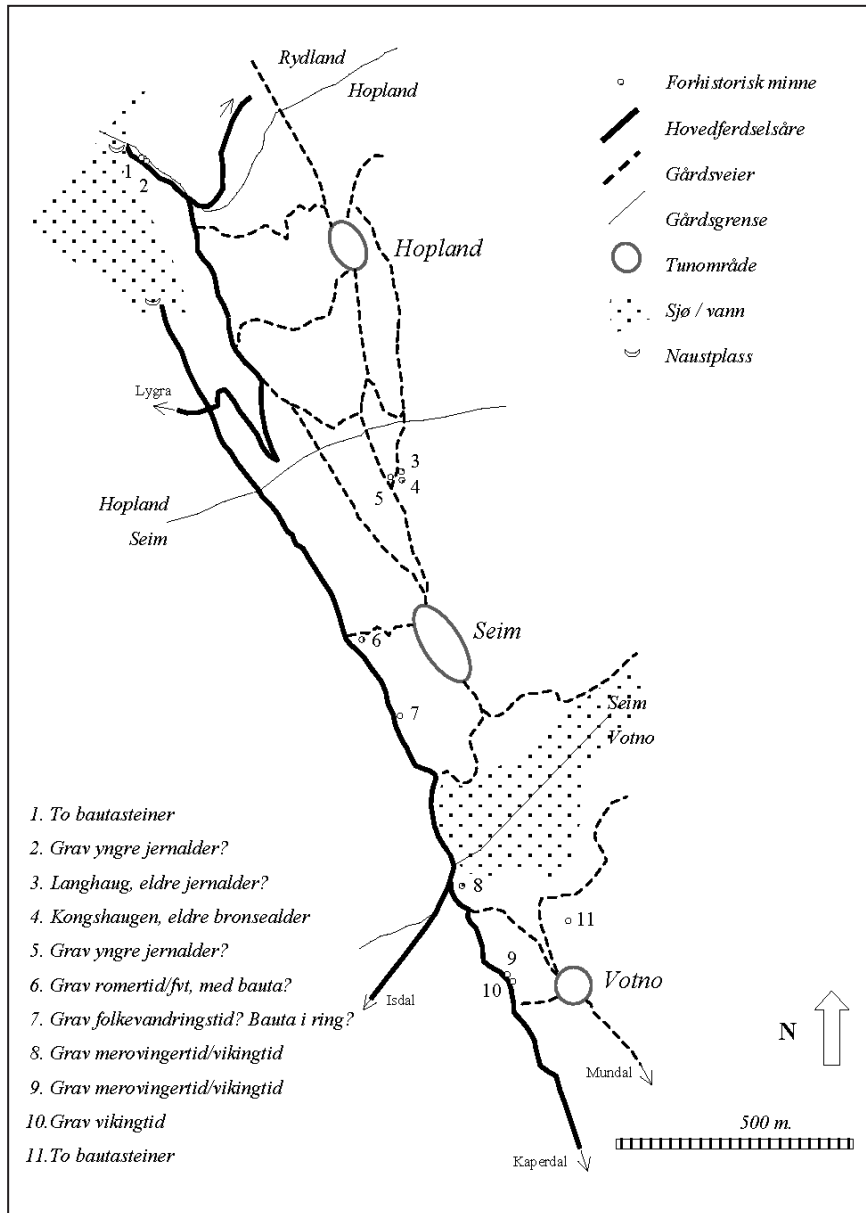 Rydland
Hopland
Forhistorisk minne
Hovedferdselsåre
1
2
Gårdsveier
Gårdsgrense
Hopland
Tunområde
Sjø / vann
Naustplass
Lygra
3
4
5
Hopland
Seim
6
Seim
7
Seim
Votno
8
11
9
10
Votno
Isdal
Mundal
Kaperdal
N
500 m.
1. To bautasteiner
2. Grav yngre jernalder?
3. Langhaug, eldre jernalder?
4. Kongshaugen, eldre bronsealder
5. Grav yngre jernalder?
6. Grav romertid/fvt, med bauta?
7. Grav folkevandringstid? Bauta i ring?
8. Grav merovingertid/vikingtid
9. Grav merovingertid/vikingtid
10.Grav vikingtid
11.To bautasteiner